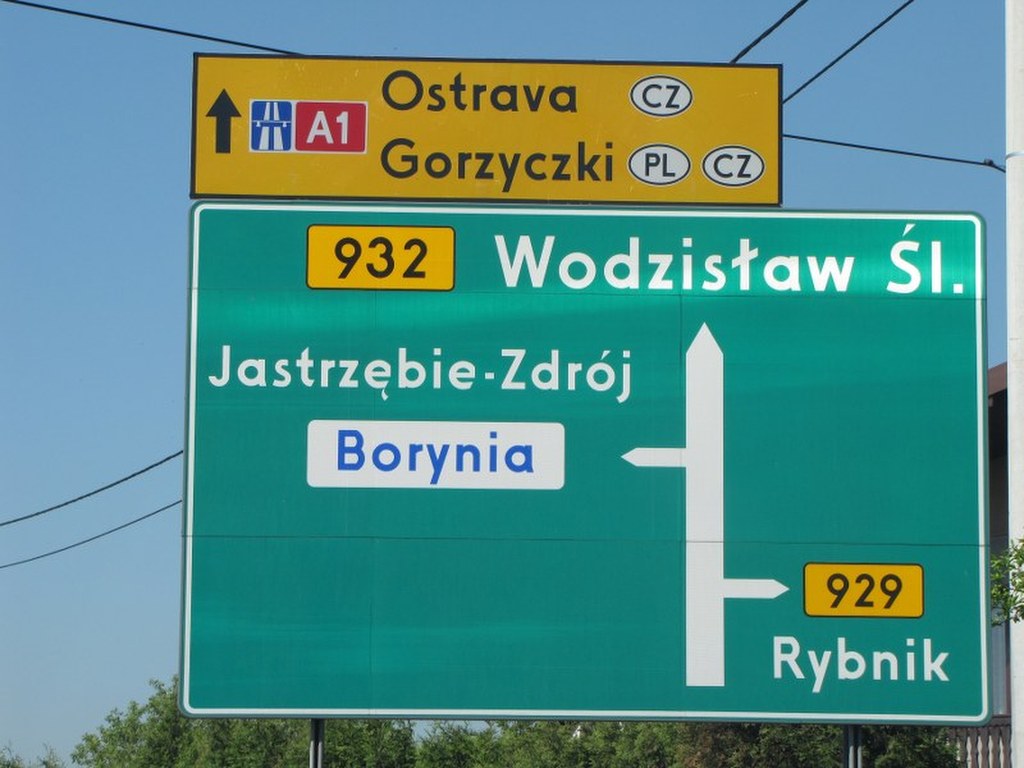 A1 Ostrava CZ
Gorzyczki PL CZ
932 Wodzisław Śl.
Jastrzębie-Zdrój
Borynia
929
Rybnik